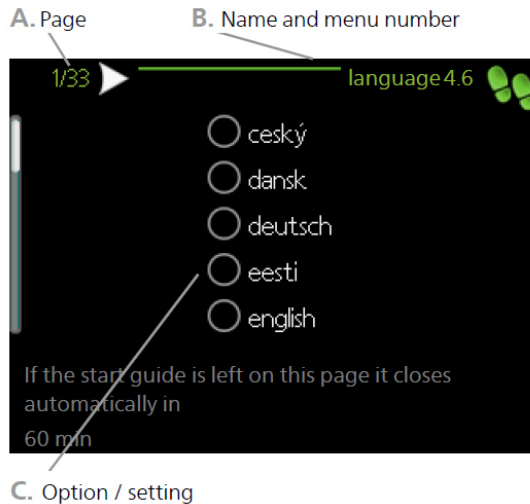 A. Page
B. Name and menu number
1/33
language 4.6
ceský
dansk
deutsch
eesti
english
If the start guide is left on this page it closes
automatically in
60 min
C. Option / setting